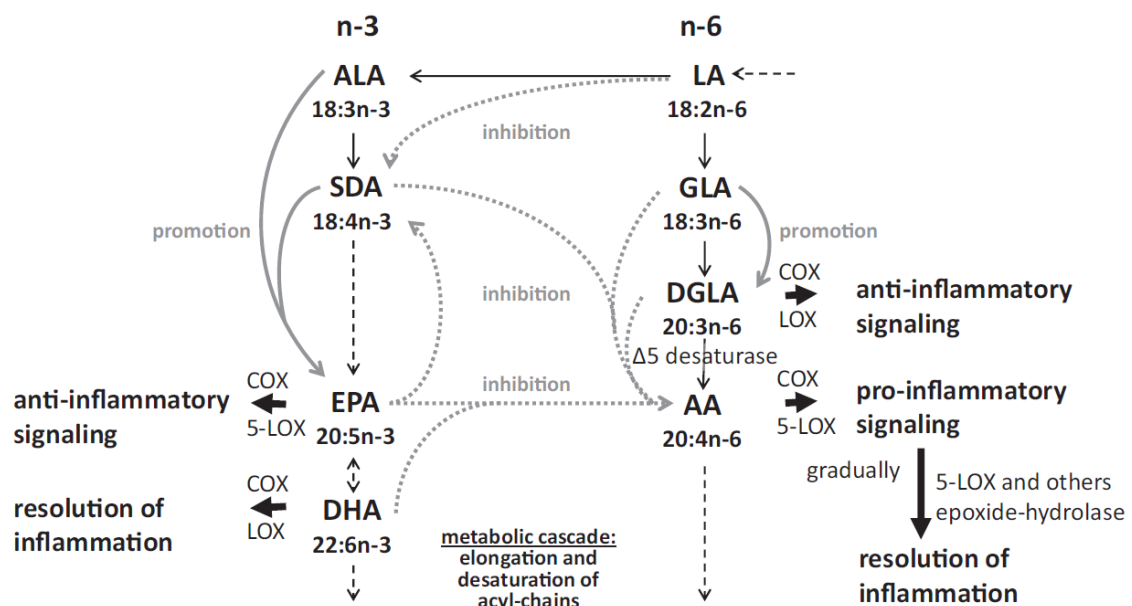 n-3
n-6
ALA
18:3n-3
LA
18:2n-6
inhibition
SDA
18:4n-3
GLA
18:3n-6
promotion
promotion
inhibition
DGLA
20:3n-6
COX
LOX
anti-inflammatory
signaling
Δ5 desaturase
anti-inflammatory
signaling
COX
5-LOX
EPA
20:5n-3
inhibition
AA
20:4n-6
COX
5-LOX
pro-inflammatory
signaling
gradually
5-LOX and others
epoxide-hydrolase
resolution of
inflammation
COX
LOX
DHA
22:6n-3
metabolic cascade:
elongation and
desaturation of
acyl-chains
resolution of
inflammation